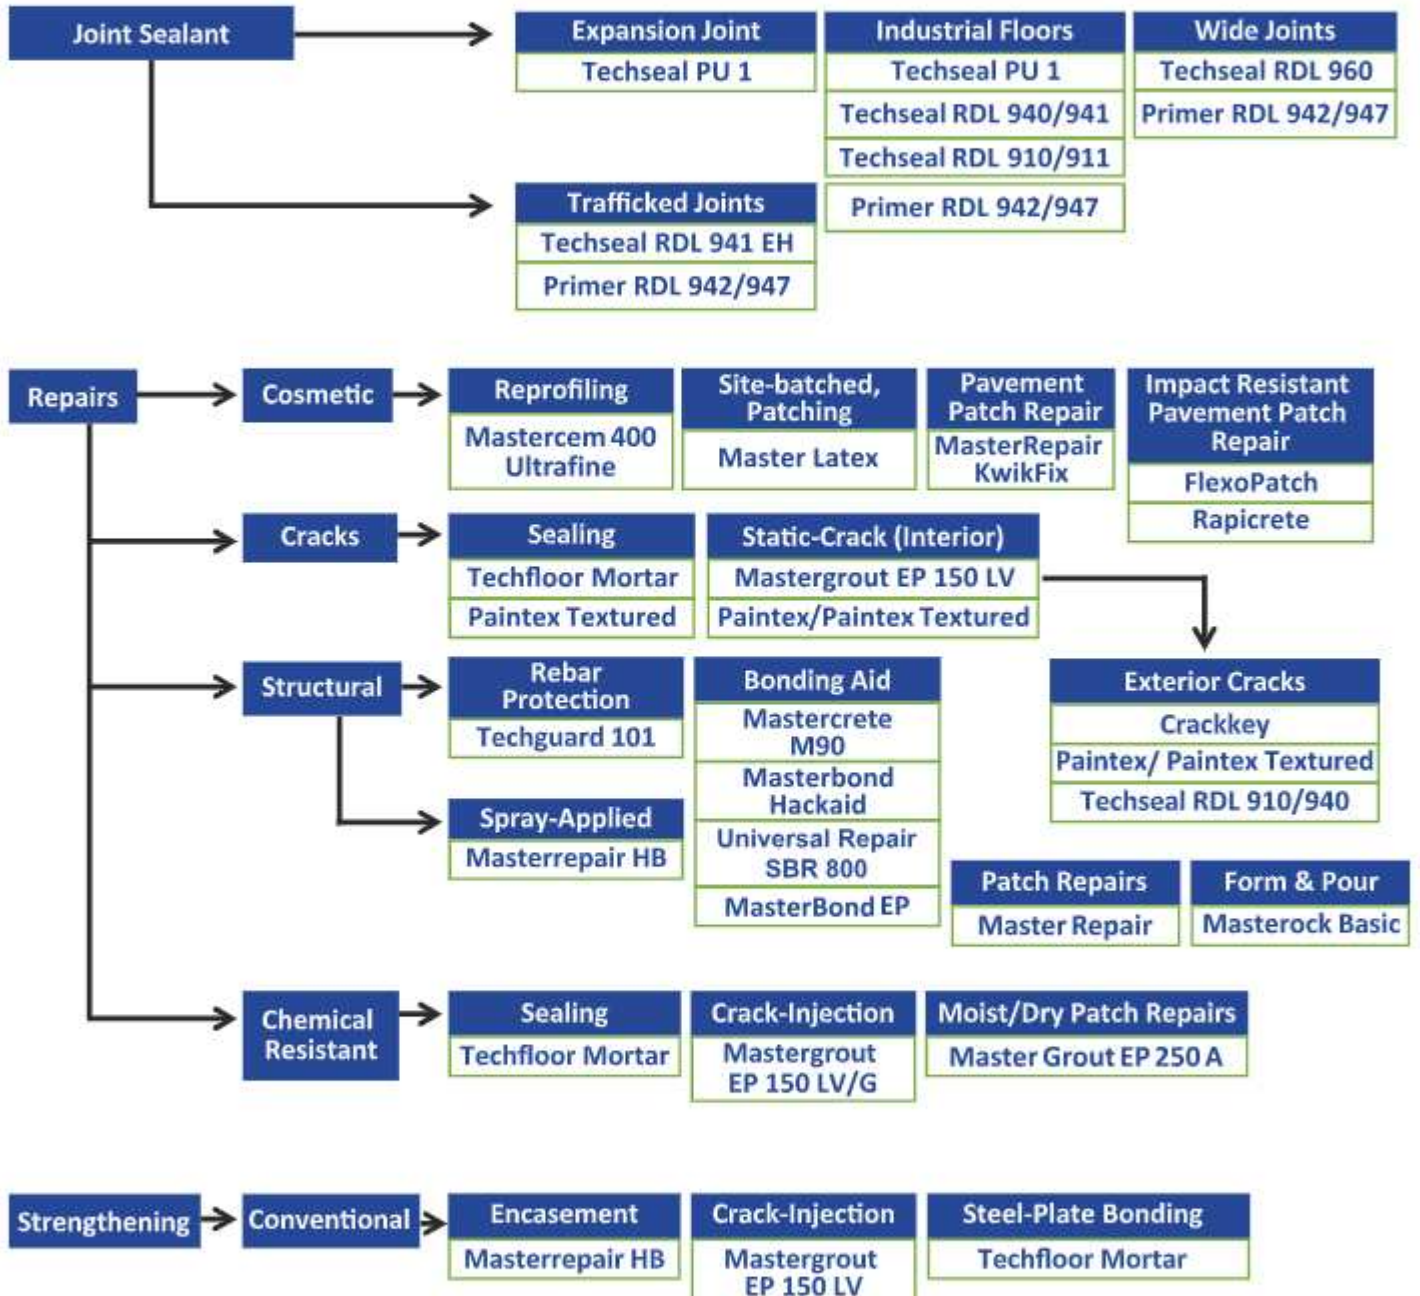 Joint Sealant
Expansion Joint
Techseal PU 1
Industrial Floors
Techseal PU 1
Techseal RDL 940/941
Techseal RDL 910/911
Primer RDL 942/947
Wide Joints
Techseal RDL 960
Primer RDL 942/947
Trafficked Joints
Techseal RDL 941 EH
Primer RDL 942/947
Repairs
Cosmetic
Reprofiling
Mastercem 400
Ultrafine
Site-batched,
Patching
Master Latex
Pavement
Patch Repair
MasterRepair
KwikFix
Impact Resistant
Pavement Patch
Repair
FlexoPatch
Rapicrete
Cracks
Sealing
Techfloor Mortar
Paintex Textured
Static-Crack (Interior)
Mastergrout EP 150 LV
Paintex/Paintex Textured
Exterior Cracks
Crackkey
Paintex/ Paintex Textured
Techseal RDL 910/940
Structural
Rebar
Protection
Techguard 101
Bonding Aid
Mastercrete
M90
Masterbond
Hackaid
Universal Repair
SBR 800
MasterBond EP
Spray-Applied
Masterrepair HB
Patch Repairs
Master Repair
Form & Pour
Masterock Basic
Chemical
Resistant
Sealing
Techfloor Mortar
Crack-Injection
Mastergrout
EP 150 LV/G
Moist/Dry Patch Repairs
Master Grout EP 250 A
Strengthening
Conventional
Encasement
Masterrepair HB
Crack-Injection
Mastergrout
EP 150 LV
Steel-Plate Bonding
Techfloor Mortar